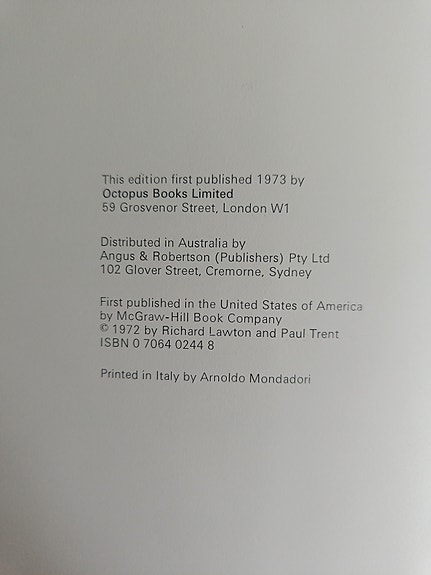 This edition first published 1973 by
Octopus Books Limited
59 Grosvenor Street, London W1
Distributed in Australia by
Angus & Robertson (Publishers) Pty Ltd
102 Glover Street, Cremorne, Sydney
First published in the United States of America
by McGraw-Hill Book Company
© 1972 by Richard Lawton and Paul Trent
ISBN 0 7064 0244 8
Printed in Italy by Arnoldo Mondadori